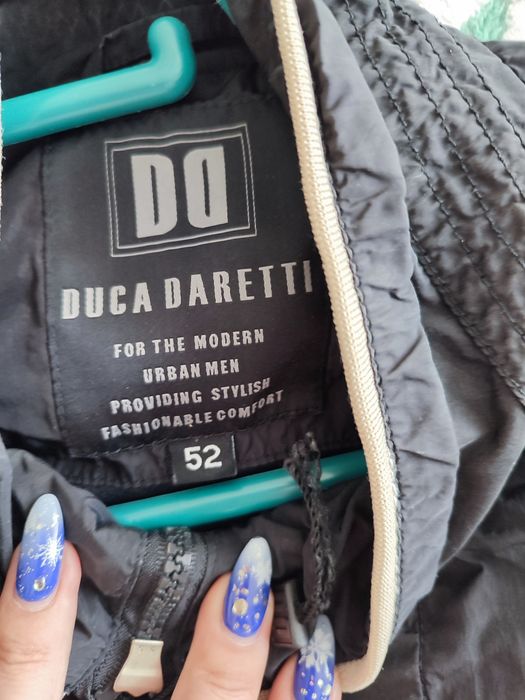 DD
DUCA DARETTI
FOR THE MODERN
URBAN MEN
PROVIDING STYLISH
FASHIONABLE COMFORT
52